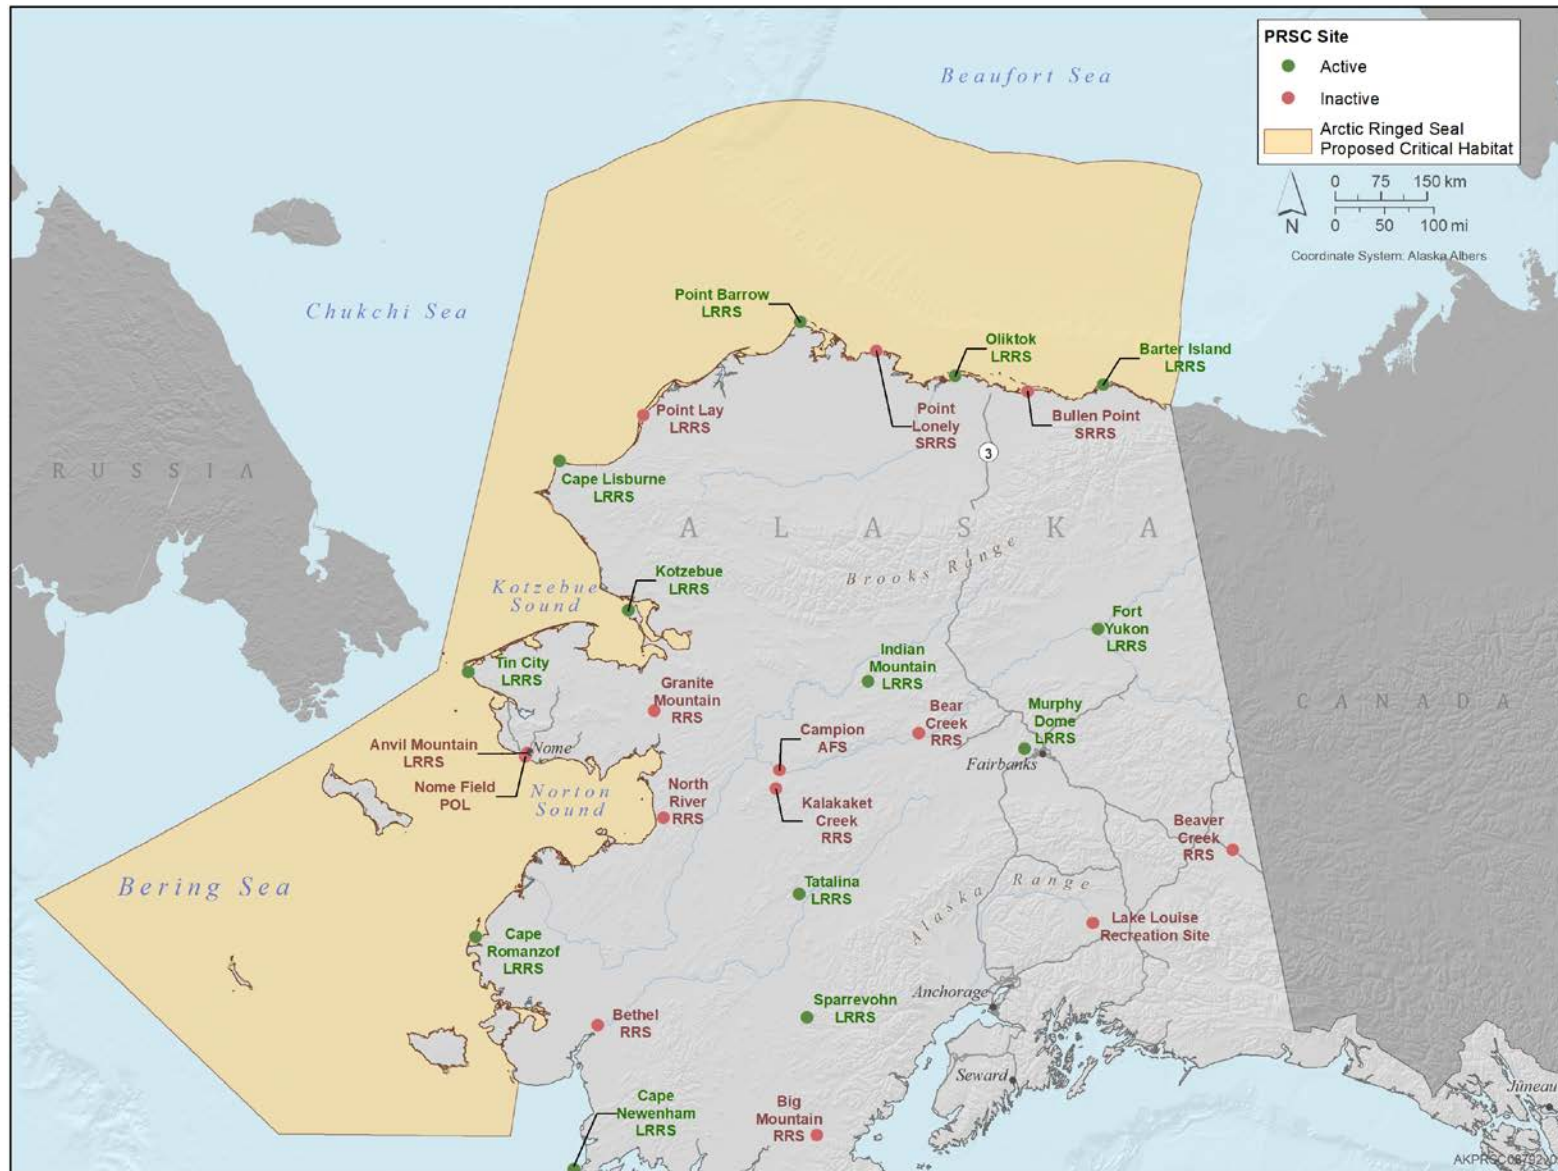 Beaufort Sea
PRSC Site
Active
Inactive
Arctic Ringed Seal
Proposed Critical Habitat
0 75 150 km
0 50 100 mi
N
Coordinate System: Alaska Albers
Chukchi Sea
Point Barrow
LRRS
Oliktok
LRRS
Barter Island
LRRS
Point Lay
LRRS
Point
Lonely
SRRS
Bullen Point
SRRS
3
RUSSIA
Cape Lisburne
LRRS
ALASKA
Brooks Range
Kotzebue
Sound
Kotzebue
LRRS
Fort
Yukon
LRRS
Tin City
LRRS
Indian
Mountain
LRRS
Granite
Mountain
RRS
CANADA
Bear
Creek
RRS
Murphy
Dome
LRRS
Campion
AFS
Anvil Mountain
LRRS
Nome
Fairbanks
Nome Field
POL
Norton
Sound
North
River
RRS
Kalakaket
Creek
RRS
Beaver
Creek
RRS
Bering Sea
Tatalina
LRRS
Alaska Range
Lake Louise
Recreation Site
Cape
Romanzof
LRRS
Anchorage
Sparrevohn
LRRS
Bethel
RRS
Seward
Juneau
Cape
Newenham
LRRS
Big
Mountain
RRS